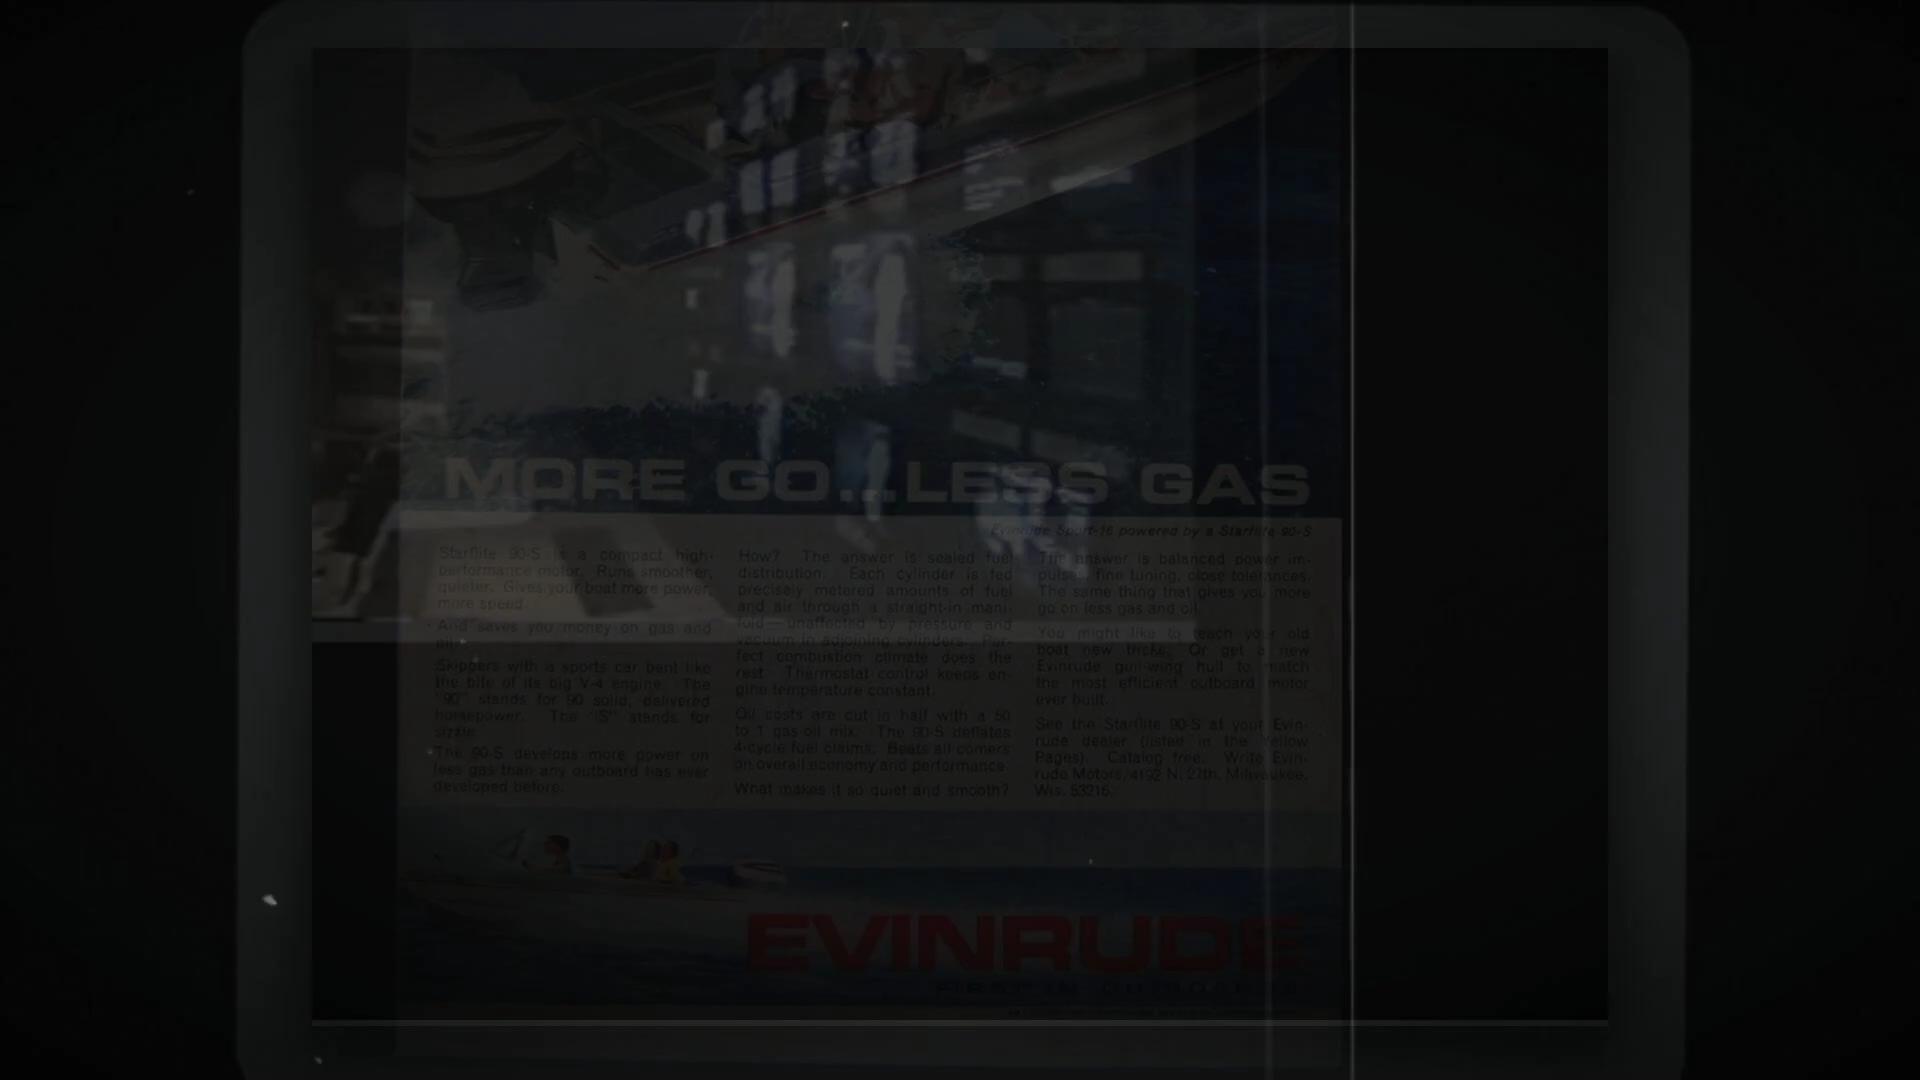 MORE GO...LESS GAS
Evinrude Sport-16 powered by a Starflite 90-S
Starflite 90-S is a compact high-
performance motor. Runs smoother,
quieter. Gives your boat more power,
more speed.
And saves you money on gas and
oil.
Skippers with a sports car bent like
the bite of its big V-4 engine. The
"90" stands for 90 solid, delivered
horsepower. The "S" stands for
sizzle.
The 90-S develops more power on
less gas than any outboard has ever
developed before.
How? The answer is sealed fuel
distribution. Each cylinder is fed
precisely metered amounts of fuel
and air through a straight-in mani-
fold—unaffected by pressure and
vacuum in adjoining cylinders. Per-
fect combustion climate does the
rest. Thermostat control keeps en-
gine temperature constant.
Oil costs are cut in half with a 50
to 1 gas-oil mix. The 90-S deflates
4-cycle fuel claims. Beats all comers
on overall economy and performance.
What makes it so quiet and smooth?
The answer is balanced power im-
pulses, fine tuning, close tolerances.
The same thing that gives you more
go on less gas and oil.
You might like to teach your old
boat new tricks. Or get a new
Evinrude gull-wing hull to match
the most efficient outboard motor
ever built.
See the Starflite 90-S at your Evin-
rude dealer (listed in the Yellow
Pages). Catalog free. Write Evin-
rude Motors, 4192 N. 27th, Milwaukee,
Wis. 53216.
EVINRUDE
FIRST IN OUTBOARDS